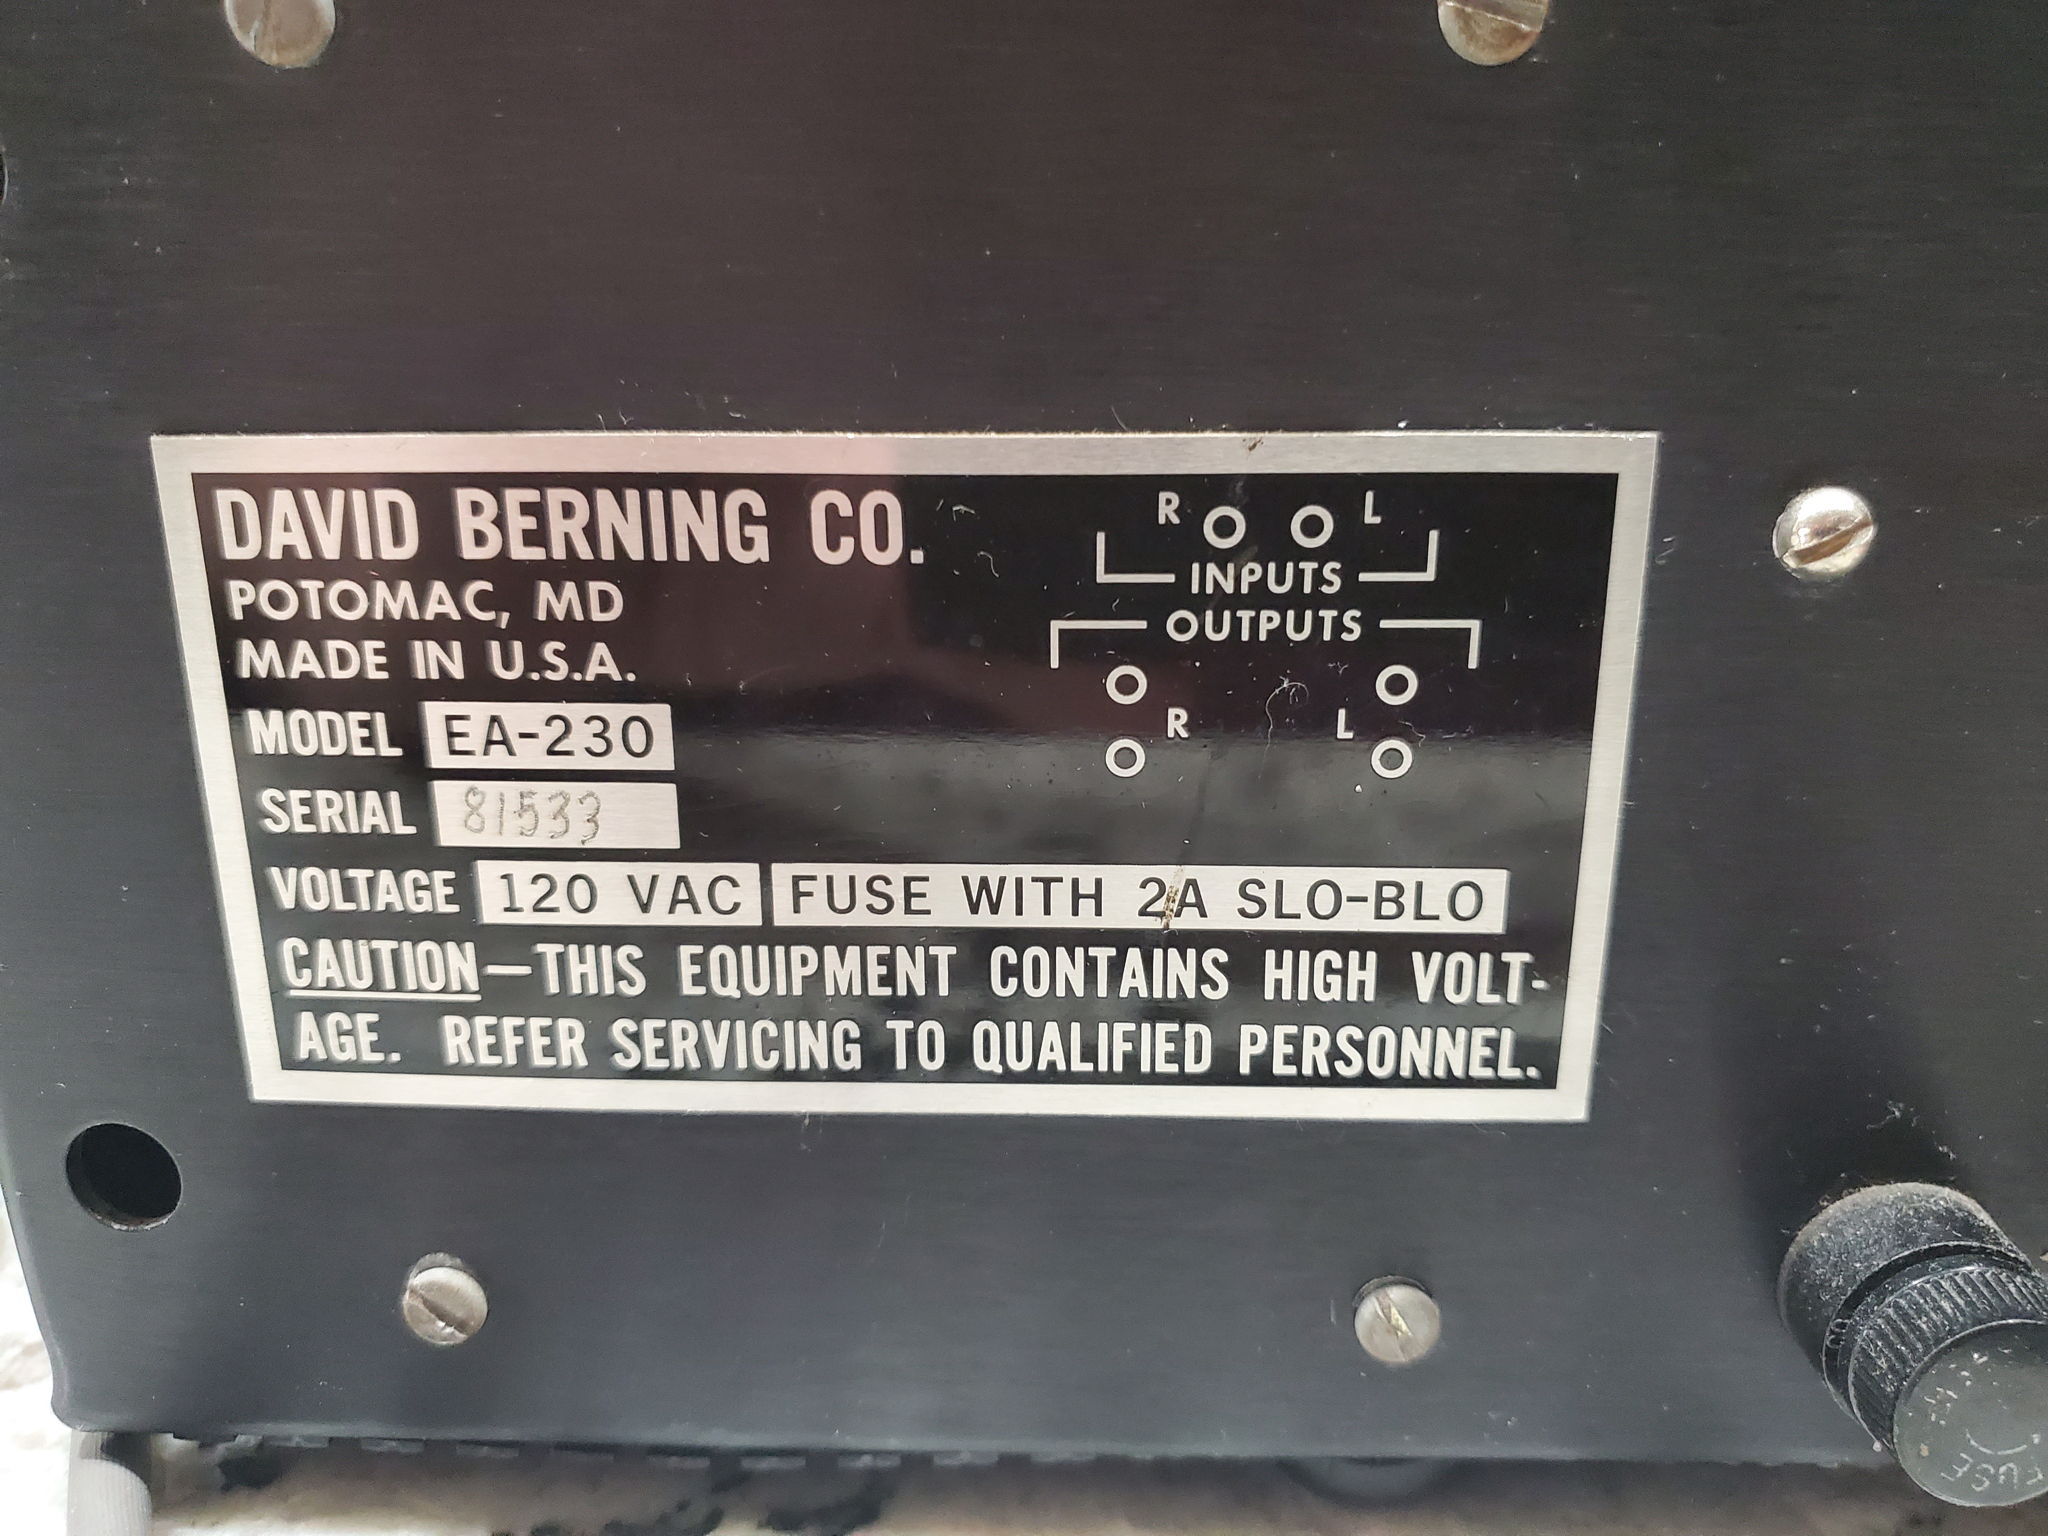 DAVID BERNING CO.
POTOMAC, MD
MADE IN U.S.A.
MODEL EA-230
SERIAL 81533
VOLTAGE 120 VAC FUSE WITH 2A SLO-BLO
CAUTION—THIS EQUIPMENT CONTAINS HIGH VOLT-
AGE. REFER SERVICING TO QUALIFIED PERSONNEL.
R L
INPUTS
OUTPUTS
R L
FUSE